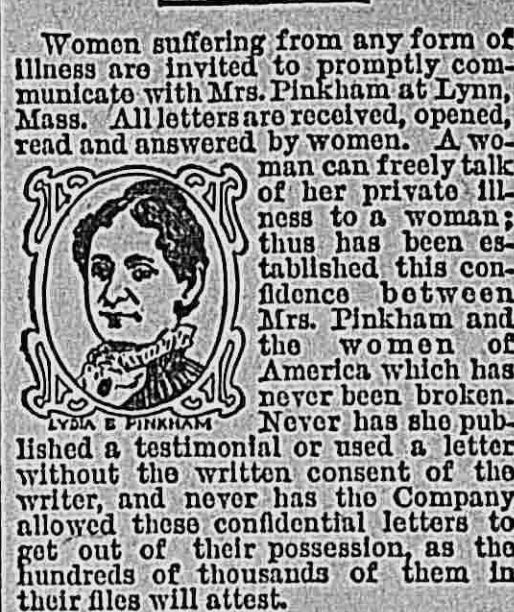 Women suffering from any form of
illness are invited to promptly com-
municate with Mrs. Pinkham at Lynn,
Mass. All letters are received, opened,
read and answered by women. A wo-
man can freely talk
of her private ill-
ness to a woman;
thus has been es-
tablished this con-
fidence between
Mrs. Pinkham and
the women of
America which has
never been broken.
Never has she pub-
LYDIA E PINKHAM
lished a testimonial or used a letter
without the written consent of the
writer, and never has the Company
allowed these confidential letters to
get out of their possession, as the
hundreds of thousands of them in
their files will attest.